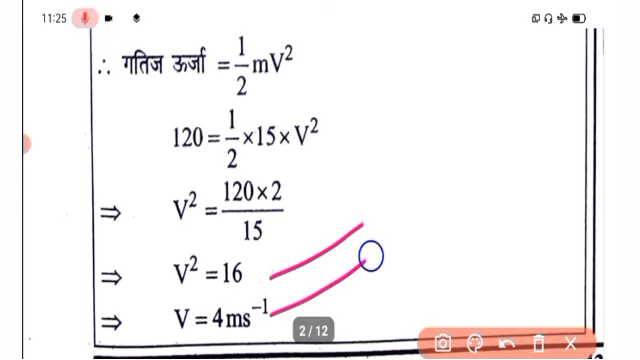 11:25
∴ गतिज ऊर्जा = 1/2 mV²
120 = 1/2 × 15 × V²
⇒ V² = 120 × 2 / 15
⇒ V² = 16
⇒ V = 4 ms⁻¹
2 / 12